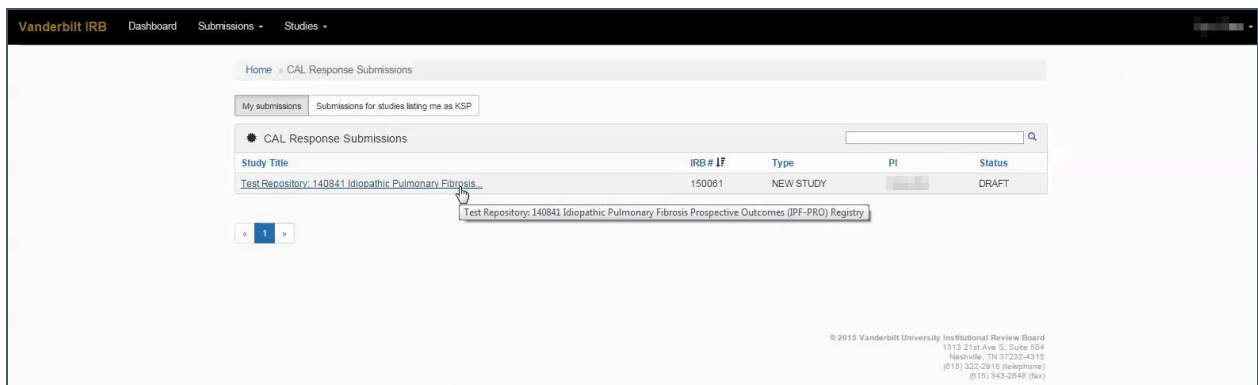 Vanderbilt IRB Dashboard Submissions Studies
Home » CAL Response Submissions
My submissions Submissions for studies listing me as KSP
CAL Response Submissions
Study Title IRB # Type PI Status
Test Repository: 140841 Idiopathic Pulmonary Fibrosis... 150061 NEW STUDY DRAFT
Test Repository: 140841 Idiopathic Pulmonary Fibrosis Prospective Outcomes (IPF-PRO) Registry
« 1 »
© 2015 Vanderbilt University Institutional Review Board
1313 21st Ave S, Suite 504
Nashville, TN 37232-4315
(615) 322-2918 (telephone)
(615) 343-2648 (fax)